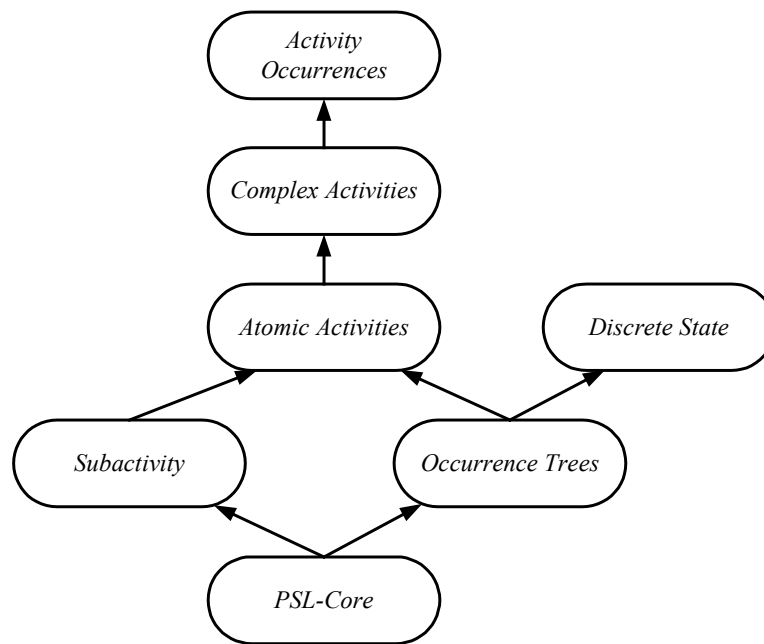 Activity
Occurrences
Complex Activities
Atomic Activities
Discrete State
Subactivity
Occurrence Trees
PSL-Core